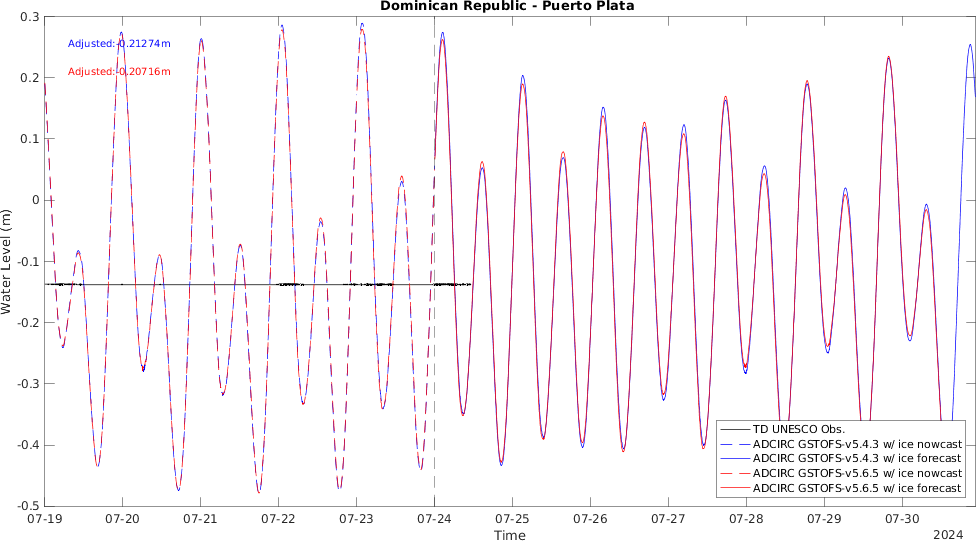 Dominican Republic - Puerto Plata
Adjusted:-0.21274m
Adjusted:-0.20716m
Water Level (m)
0.3
0.2
0.1
0
-0.1
-0.2
-0.3
-0.4
-0.5
TD UNESCO Obs.
ADCIRC GSTOFS-v5.4.3 w/ ice nowcast
ADCIRC GSTOFS-v5.4.3 w/ ice forecast
ADCIRC GSTOFS-v5.6.5 w/ ice nowcast
ADCIRC GSTOFS-v5.6.5 w/ ice forecast
07-19 07-20 07-21 07-22 07-23 07-24 07-25 07-26 07-27 07-28 07-29 07-30
Time
2024